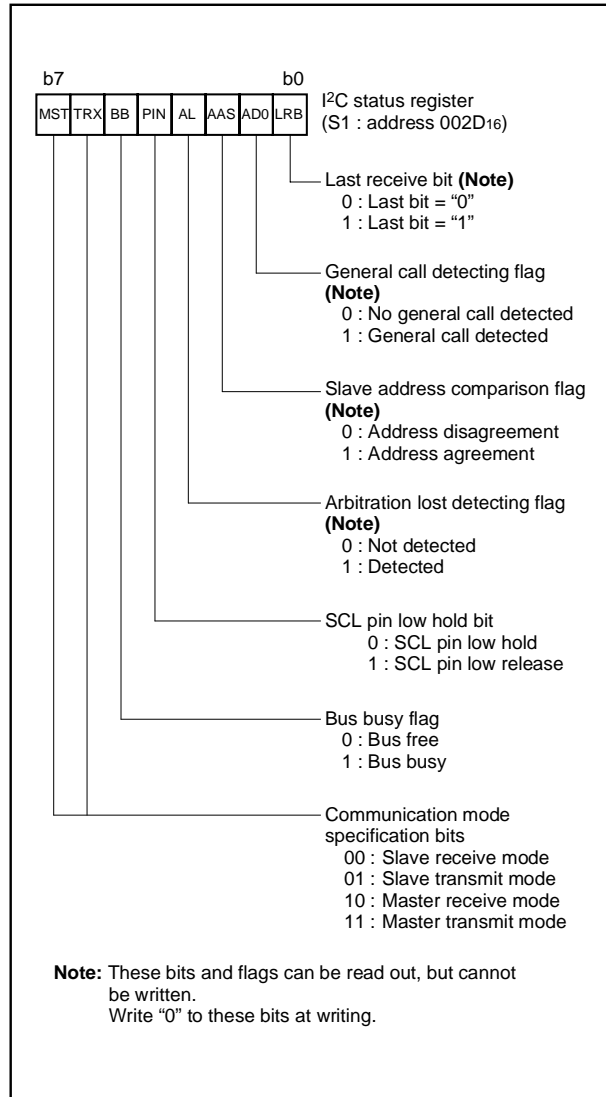 b7 b0
MST TRX BB PIN AL AAS AD0 LRB
I2C status register
(S1 : address 002D16)
Last receive bit (Note)
0 : Last bit = “0”
1 : Last bit = “1”
General call detecting flag
(Note)
0 : No general call detected
1 : General call detected
Slave address comparison flag
(Note)
0 : Address disagreement
1 : Address agreement
Arbitration lost detecting flag
(Note)
0 : Not detected
1 : Detected
SCL pin low hold bit
0 : SCL pin low hold
1 : SCL pin low release
Bus busy flag
0 : Bus free
1 : Bus busy
Communication mode
specification bits
00 : Slave receive mode
01 : Slave transmit mode
10 : Master receive mode
11 : Master transmit mode
Note: These bits and flags can be read out, but cannot
be written.
Write “0” to these bits at writing.